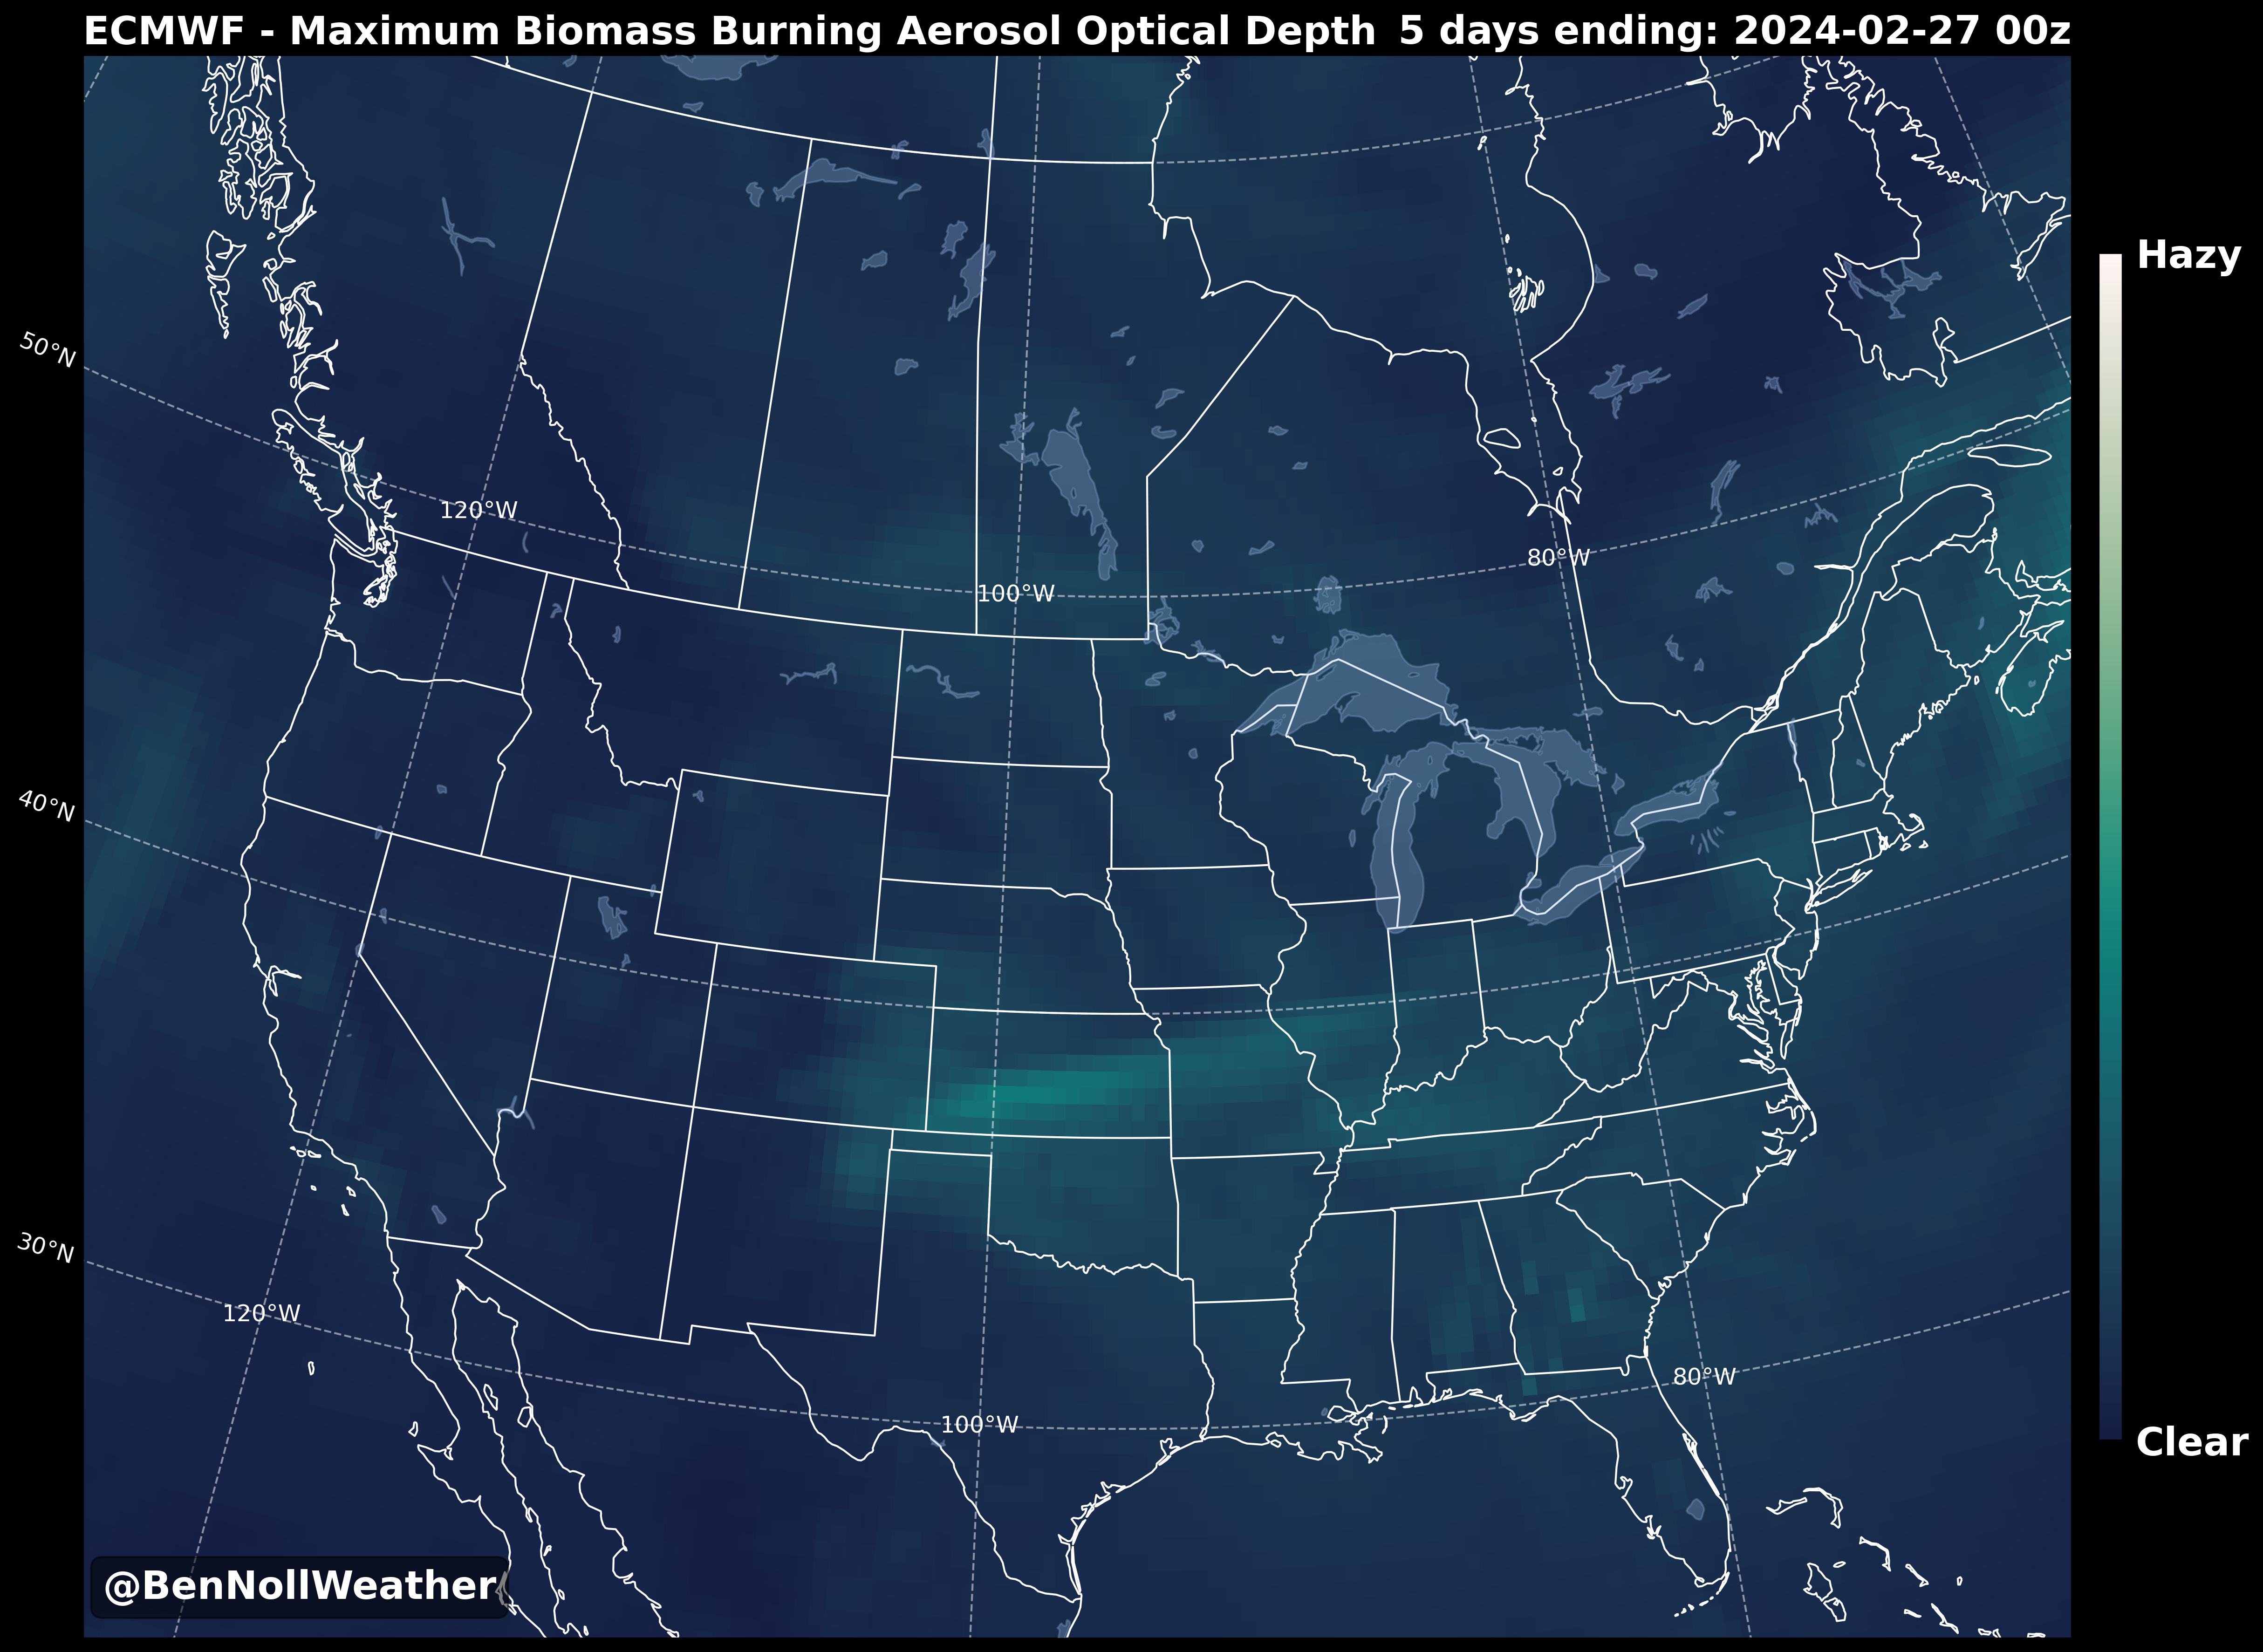 ECMWF - Maximum Biomass Burning Aerosol Optical Depth 5 days ending: 2024-02-27 00z
Hazy
50°N
120°W
80°W
100°W
40°N
30°N
120°W
80°W
100°W
Clear
@BenNollWeather